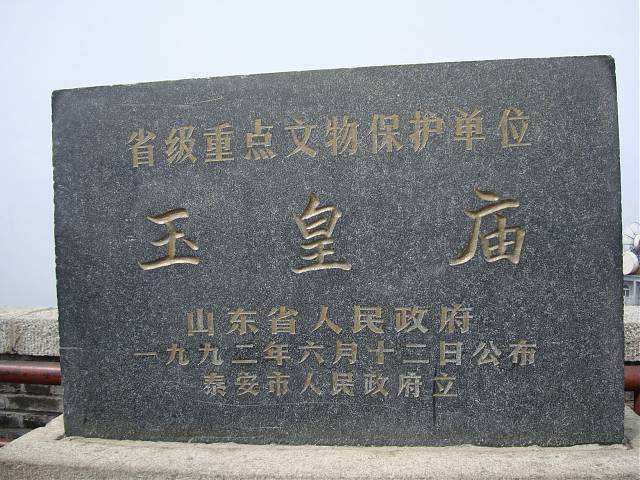 省级重点文物保护单位
玉皇庙
山东省人民政府
一九九二年六月十二日公布
泰安市人民政府立